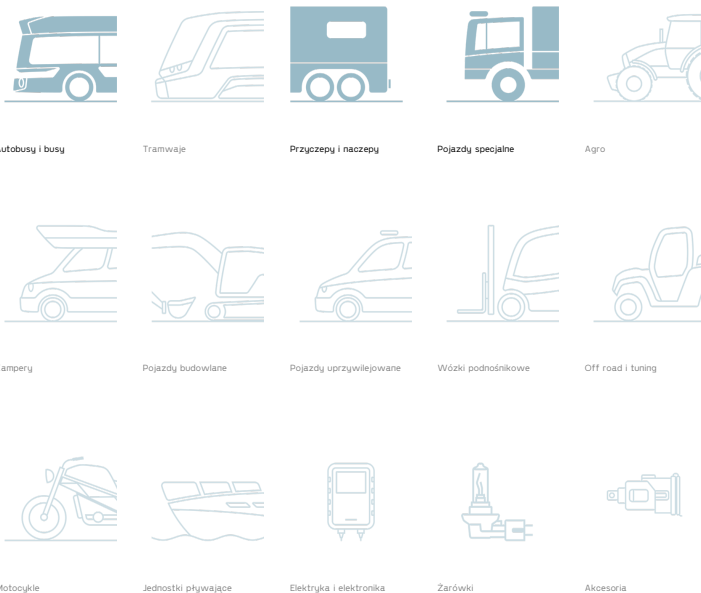 utobusy i busy
Tramwaje
Przyczepy i naczepy
Pojazdy specjalne
Agro
ampery
Pojazdy budowlane
Pojazdy uprzywilejowane
Wózki podnośnikowe
Off road i tuning
Motocykle
Jednostki pływające
Elektryka i elektronika
Żarówki
Akcesoria